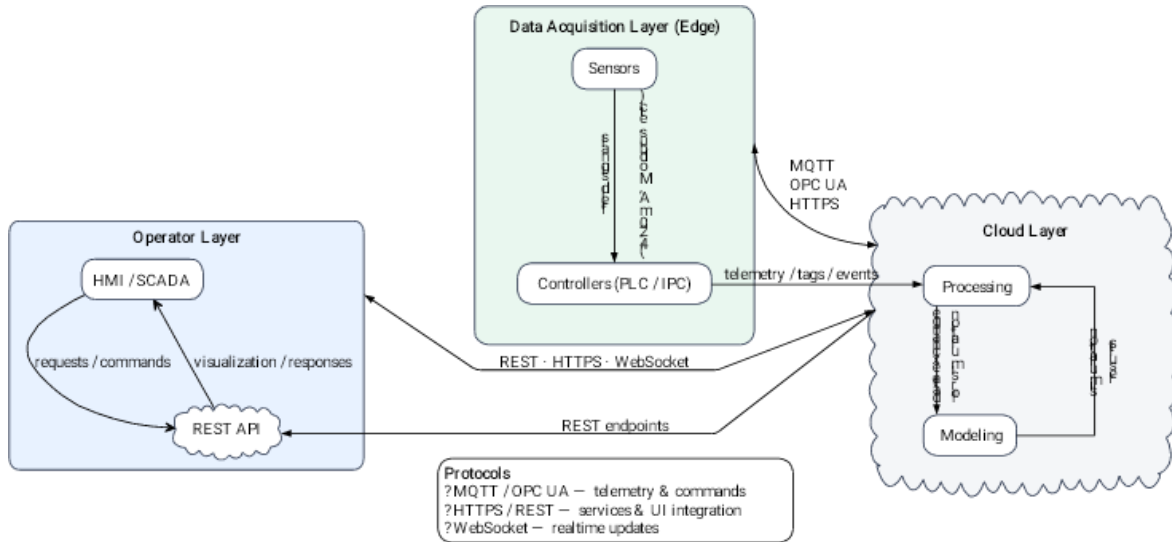 Data Acquisition Layer (Edge)
Sensors
Controllers (PLC / IPC)
MQTT
OPC UA
HTTPS
Operator Layer
HMI / SCADA
requests / commands
visualization / responses
REST API
Cloud Layer
telemetry / tags / events
Processing
Modeling
REST · HTTPS · WebSocket
REST endpoints
Protocols
?MQTT / OPC UA — telemetry & commands
?HTTPS / REST — services & UI integration
?WebSocket — realtime updates